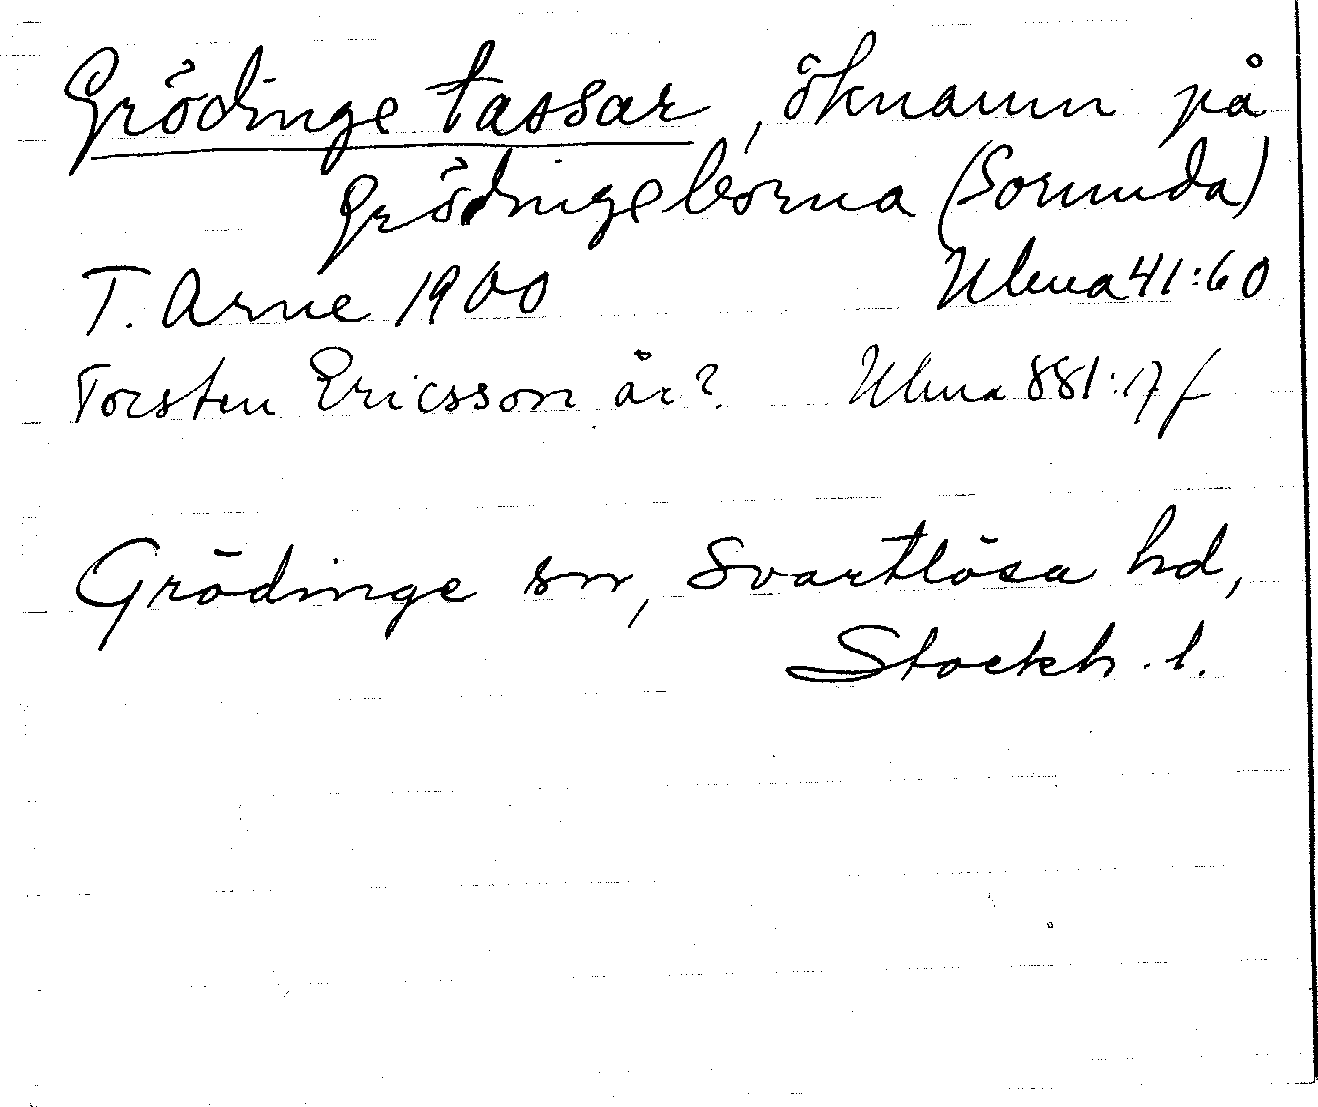 Grödinge tassar, öknamn på
Grödingeborna (Sorunda)
T. Arne 1900 Ulma 41:60
Torsten Ericsson år? Ulma 881:17 f
Grödinge sn, Svartlösa hd,
Stockh. l.